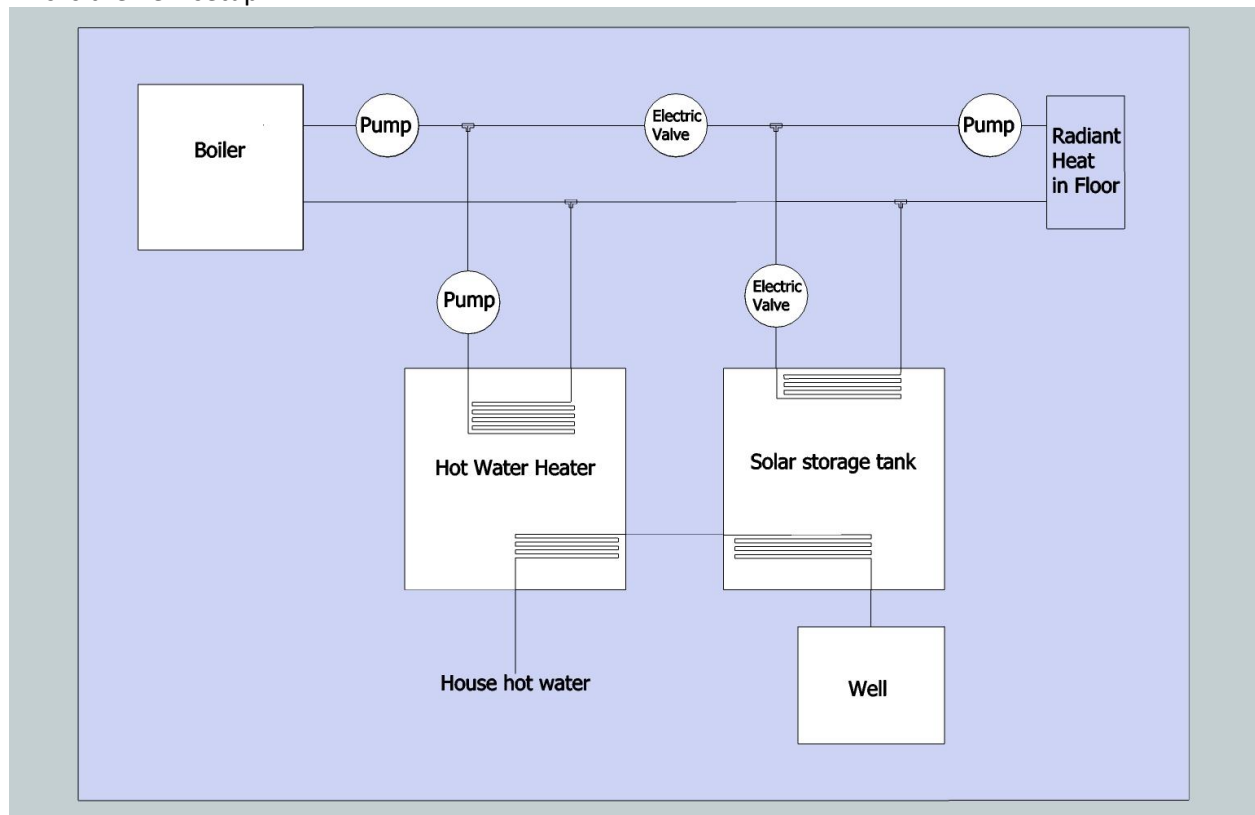 Boiler
Pump
Electric
Valve
Pump
Radiant
Heat
in Floor
Pump
Electric
Valve
Hot Water Heater
Solar storage tank
House hot water
Well